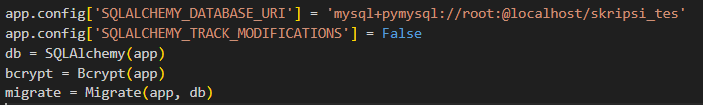 app.config['SQLALCHEMY_DATABASE_URI'] = 'mysql+pymysql://root:@localhost/skripsi_tes'
app.config['SQLALCHEMY_TRACK_MODIFICATIONS'] = False
db = SQLAlchemy(app)
bcrypt = Bcrypt(app)
migrate = Migrate(app, db)